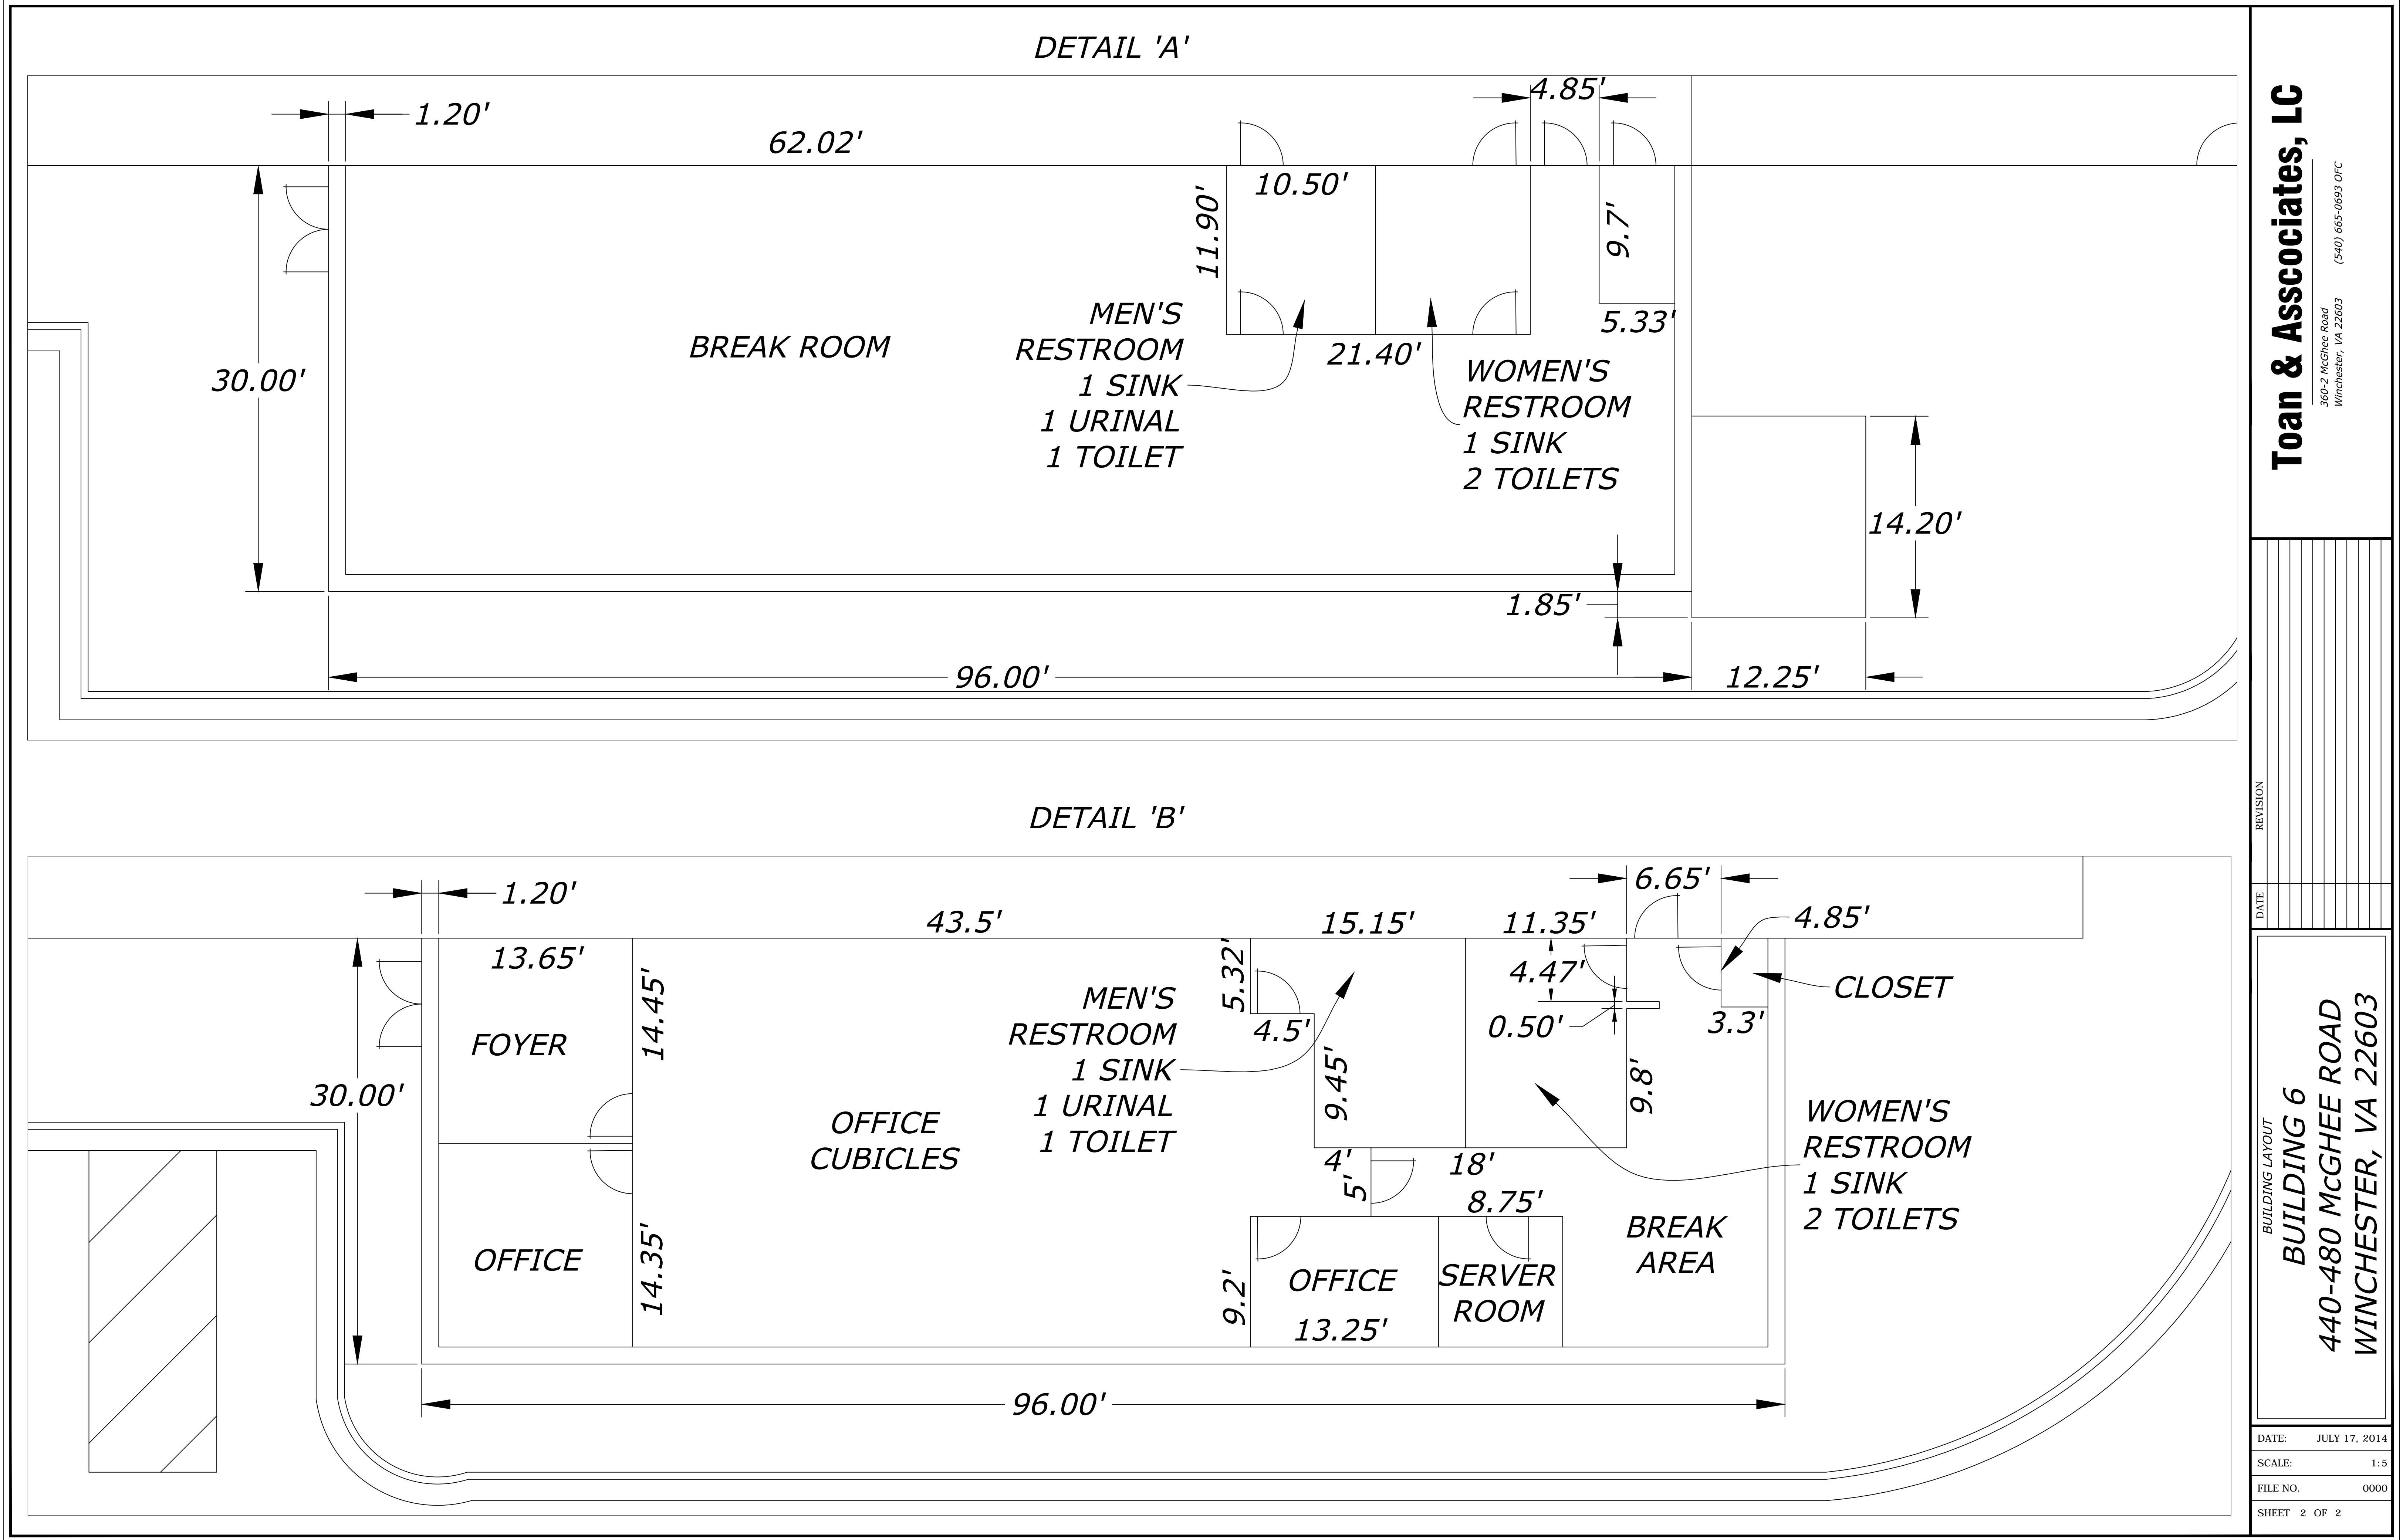 DETAIL 'A'
1.20'
62.02'
4.85'
10.50'
11.90'
9.7'
5.33'
21.40'
30.00'
BREAK ROOM
MEN'S
RESTROOM
1 SINK
1 URINAL
1 TOILET
WOMEN'S
RESTROOM
1 SINK
2 TOILETS
14.20'
1.85'
96.00'
12.25'
DETAIL 'B'
1.20'
43.5'
15.15'
11.35'
6.65'
4.85'
13.65'
14.45'
5.32'
4.47'
CLOSET
3.3'
0.50'
4.5'
FOYER
MEN'S
RESTROOM
1 SINK
1 URINAL
1 TOILET
9.45'
9.8'
30.00'
OFFICE
CUBICLES
WOMEN'S
RESTROOM
1 SINK
2 TOILETS
4'
5'
18'
8.75'
BREAK
AREA
OFFICE
14.35'
9.2'
OFFICE
13.25'
SERVER
ROOM
96.00'
Toan & Asscociates, LC
360-2 McGhee Road
Winchester, VA 22603 (540) 665-0693 OFC
REVISION
DATE
BUILDING LAYOUT
BUILDING 6
440-480 McGHEE ROAD
WINCHESTER, VA 22603
DATE: JULY 17, 2014
SCALE: 1:5
FILE NO. 0000
SHEET 2 OF 2